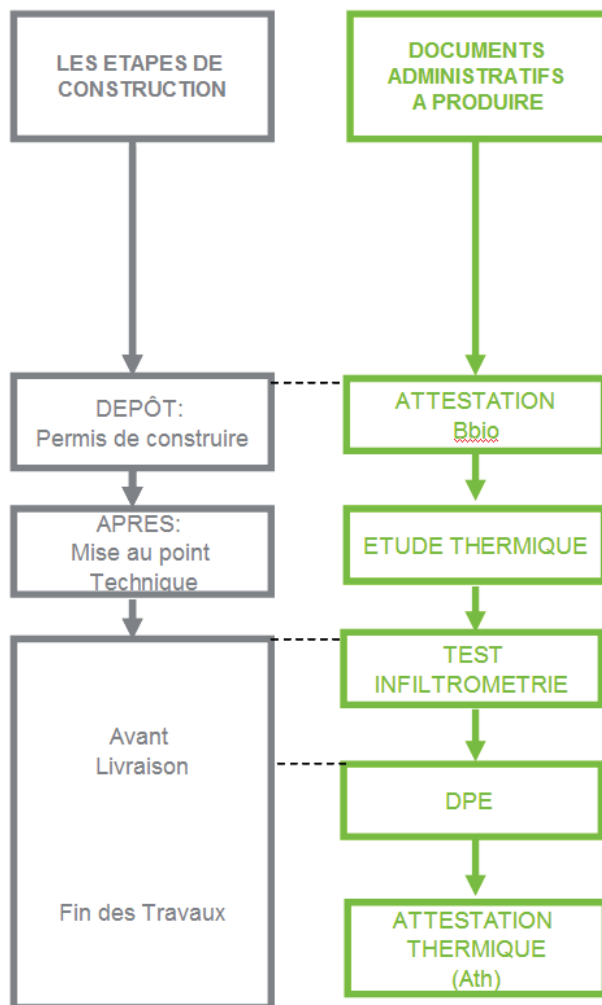 LES ETAPES DE
CONSTRUCTION
DOCUMENTS
ADMINISTRATIFS
A PRODUIRE
DEPÔT:
Permis de construire
ATTESTATION
Bbio
APRES:
Mise au point
Technique
ETUDE THERMIQUE
TEST
INFILTROMETRIE
Avant
Livraison
DPE
Fin des Travaux
ATTESTATION
THERMIQUE
(Ath)